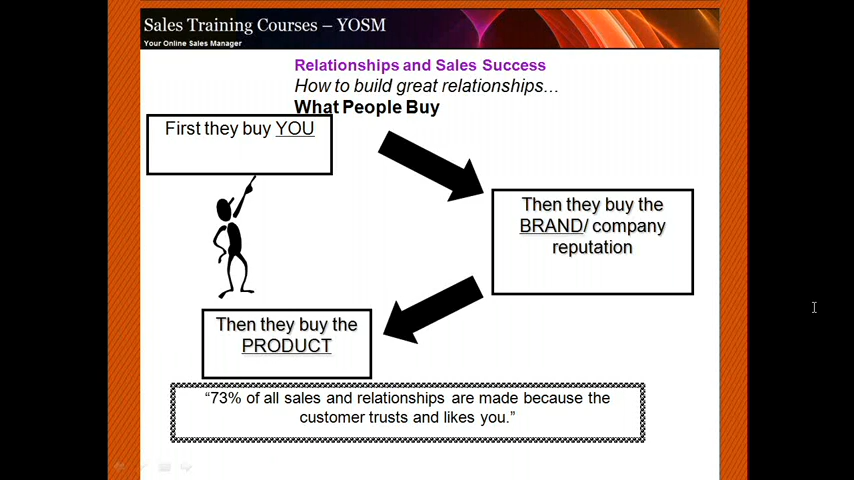 Sales Training Courses – YOSM
Your Online Sales Manager
Relationships and Sales Success
How to build great relationships…
What People Buy
First they buy YOU
Then they buy the
BRAND/ company
reputation
Then they buy the
PRODUCT
“73% of all sales and relationships are made because the
customer trusts and likes you.”